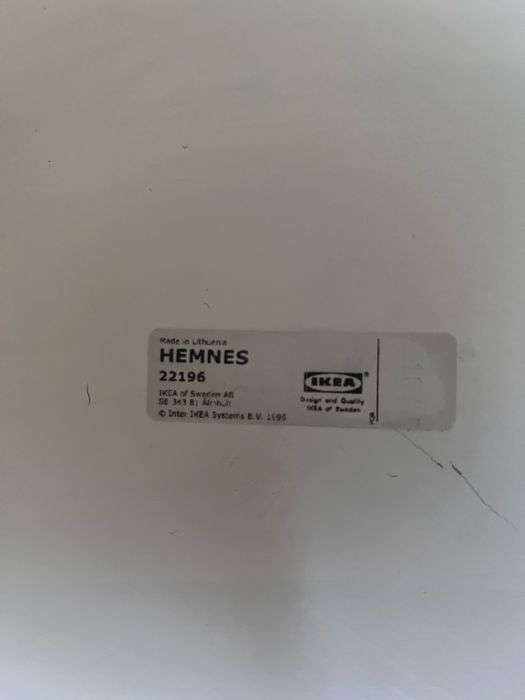 Made in Lithuania
HEMNES
22196
IKEA of Sweden AB
SE 343 81 Älmhult
© Inter IKEA Systems B.V. 1999
IKEA®
Design and Quality
IKEA of Sweden